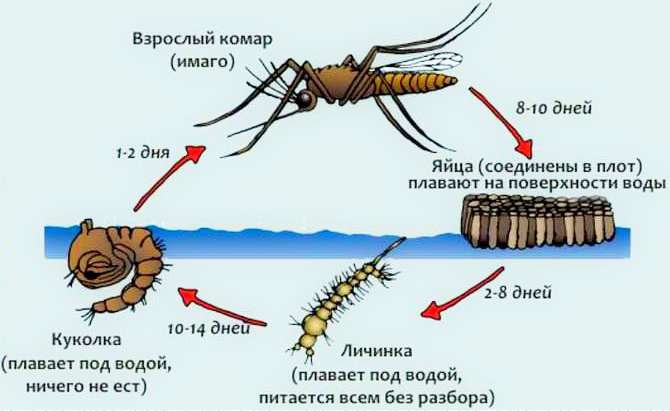 Взрослый комар
(имаго)
8-10 дней
Яйца (соединены в плот)
плавают на поверхности воды
2-8 дней
Личинка
(плавает под водой,
питается всем без разбора)
10-14 дней
Куколка
(плавает под водой,
ничего не ест)
1-2 дня